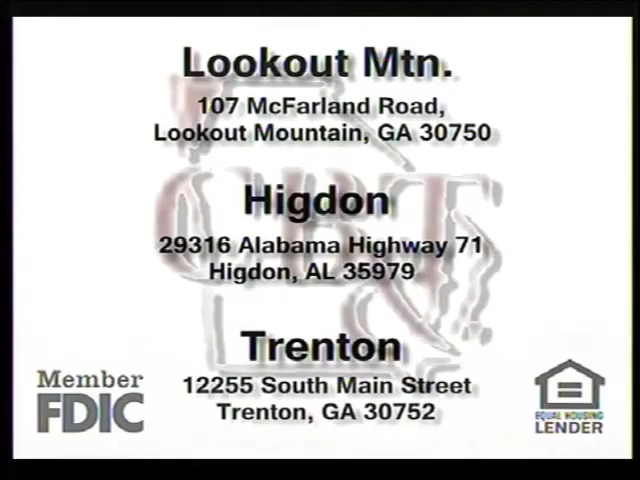 Lookout Mtn.
107 McFarland Road,
Lookout Mountain, GA 30750
CBT
Higdon
29316 Alabama Highway 71
Higdon, AL 35979
Trenton
12255 South Main Street
Trenton, GA 30752
Member
FDIC
EQUAL HOUSING
LENDER